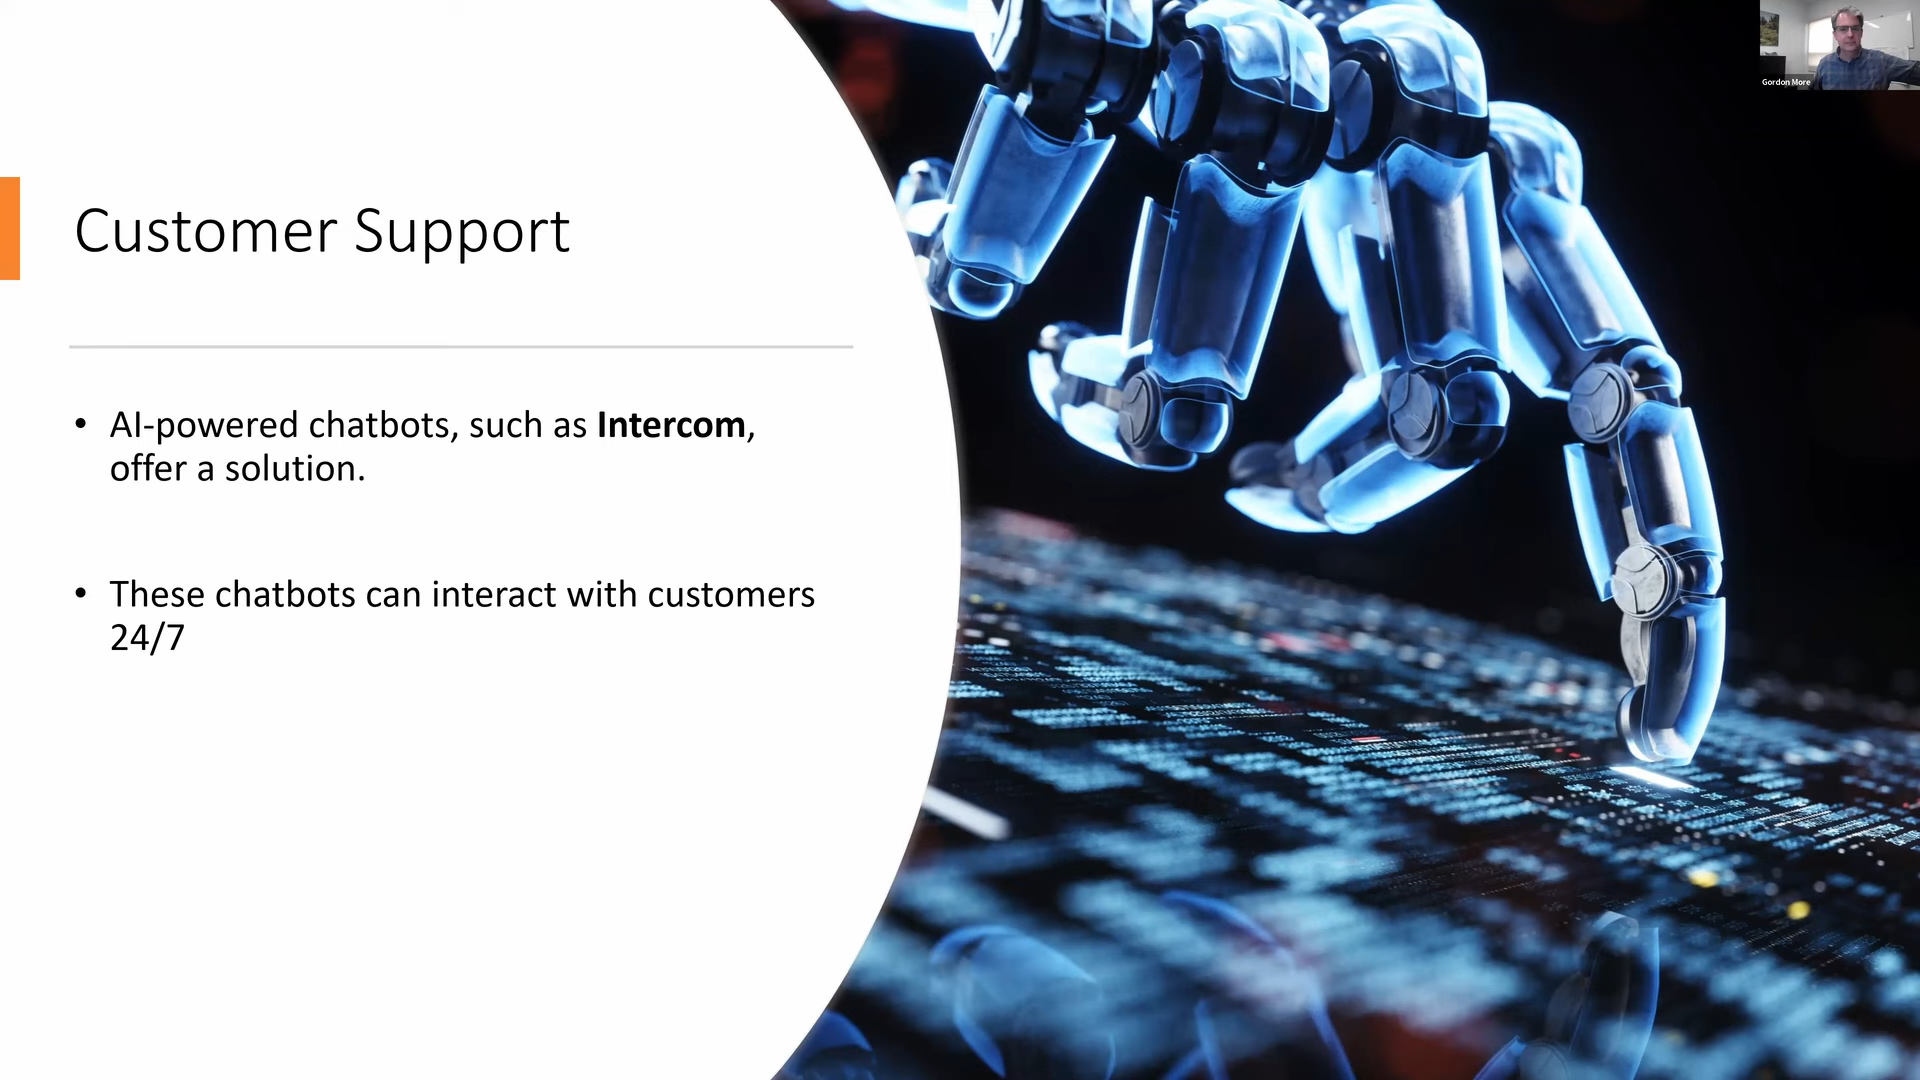 Customer Support
• AI-powered chatbots, such as Intercom,
offer a solution.
• These chatbots can interact with customers
24/7
Gordon More